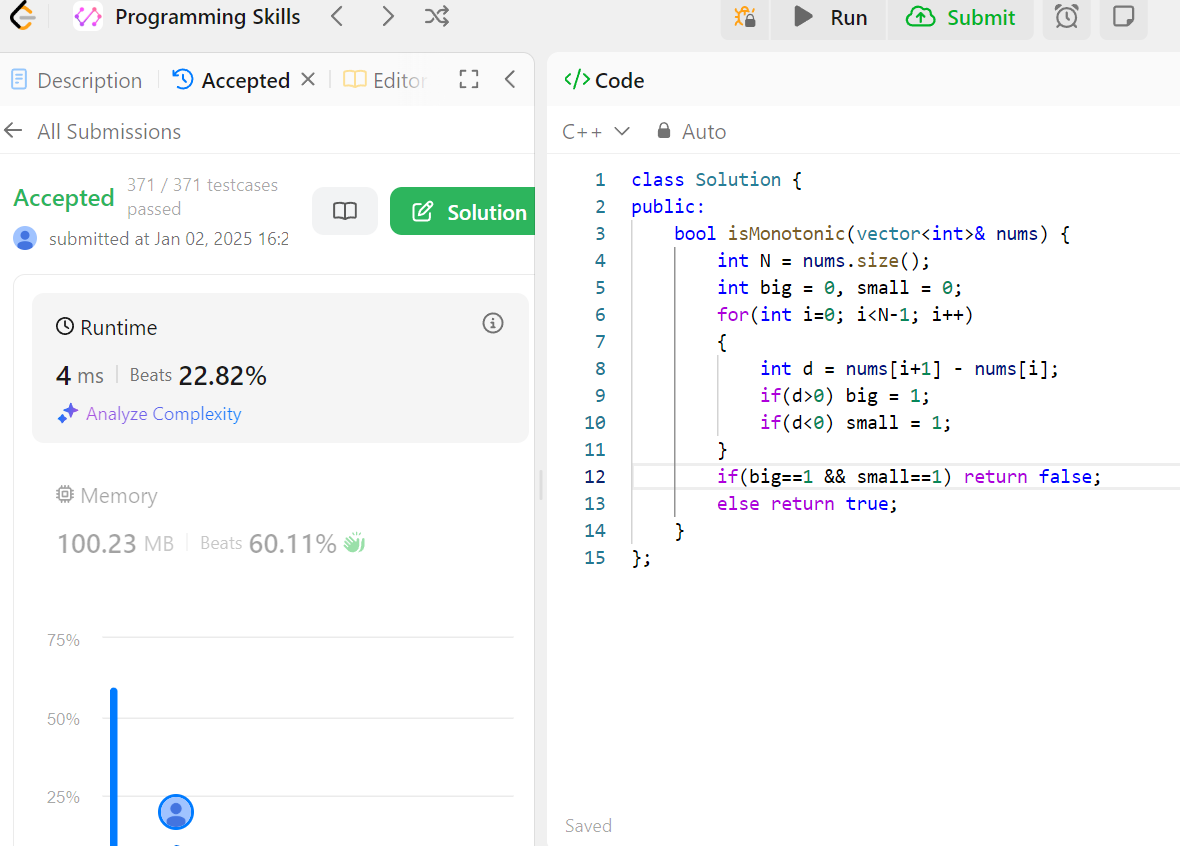 Programming Skills
Run
Submit
Description
Accepted
Editor
All Submissions
Accepted
371 / 371 testcases
passed
submitted at Jan 02, 2025 16:2
Solution
Runtime
4 ms
Beats 22.82%
Analyze Complexity
Memory
100.23 MB
Beats 60.11%
75%
50%
25%
</> Code
C++
Auto
1 class Solution {
2 public:
3 bool isMonotonic(vector<int>& nums) {
4 int N = nums.size();
5 int big = 0, small = 0;
6 for(int i=0; i<N-1; i++)
7 {
8 int d = nums[i+1] - nums[i];
9 if(d>0) big = 1;
10 if(d<0) small = 1;
11 }
12 if(big==1 && small==1) return false;
13 else return true;
14 }
15 };
Saved